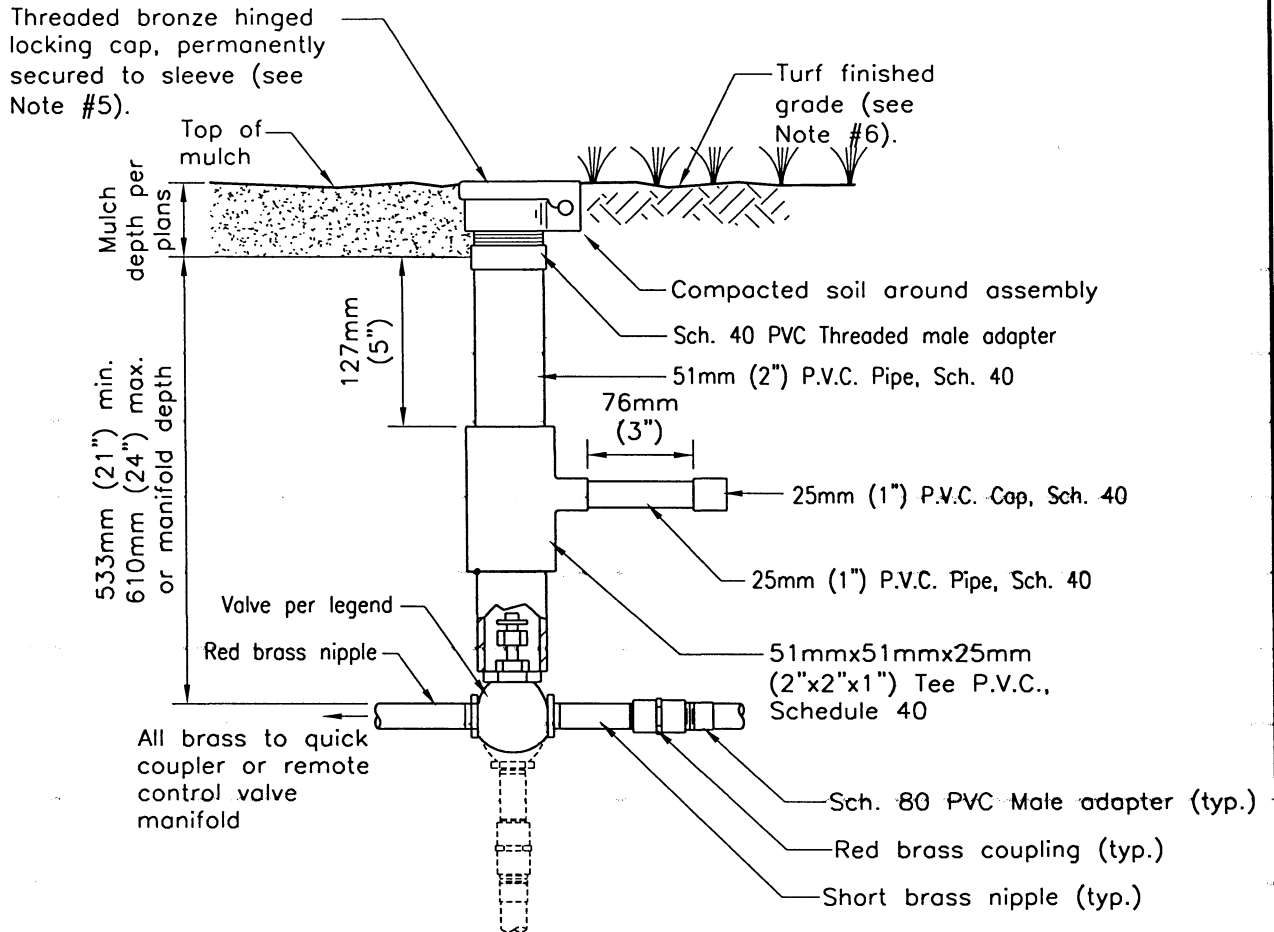 Threaded bronze hinged
locking cap, permanently
secured to sleeve (see
Note #5).
Turf finished
grade (see
Note #6).
Top of
mulch
Mulch
depth per
plans
Compacted soil around assembly
Sch. 40 PVC Threaded male adapter
51mm (2") P.V.C. Pipe, Sch. 40
127mm
(5")
76mm
(3")
533mm (21") min.
610mm (24") max.
or manifold depth
25mm (1") P.V.C. Cap, Sch. 40
25mm (1") P.V.C. Pipe, Sch. 40
Valve per legend
Red brass nipple
51mmx51mmx25mm
(2"x2"x1") Tee P.V.C.,
Schedule 40
All brass to quick
coupler or remote
control valve
manifold
Sch. 80 PVC Male adapter (typ.)
Red brass coupling (typ.)
Short brass nipple (typ.)